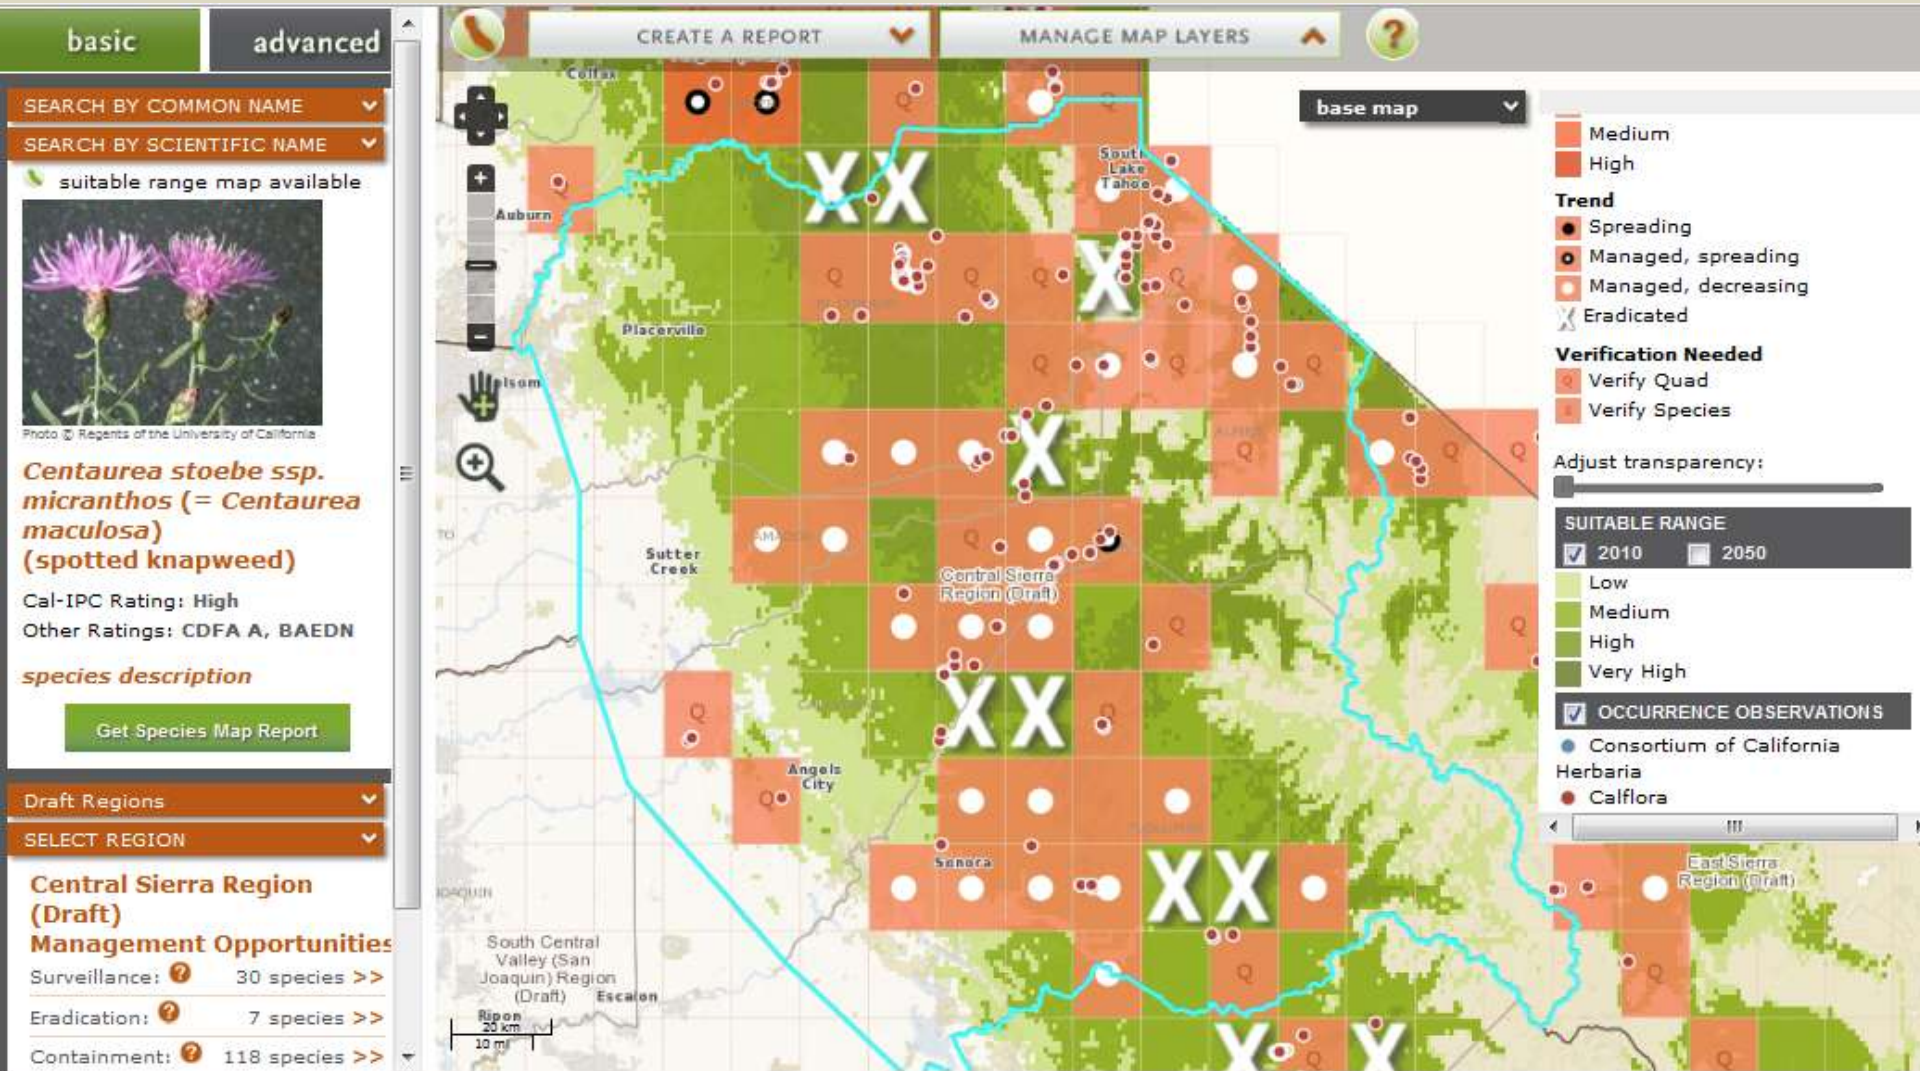 basic
advanced
SEARCH BY COMMON NAME
SEARCH BY SCIENTIFIC NAME
suitable range map available
Photo © Regents of the University of California
Centaurea stoebe ssp.
micranthos (= Centaurea
maculosa)
(spotted knapweed)
Cal-IPC Rating: High
Other Ratings: CDFA A, BAEDN
species description
Get Species Map Report
Draft Regions
SELECT REGION
Central Sierra Region
(Draft)
Management Opportunities
Surveillance: ? 30 species >>
Eradication: ? 7 species >>
Containment: ? 118 species >>
CREATE A REPORT
MANAGE MAP LAYERS
?
base map
Colfax
Q
Q
X X
South
Lake
Tahoe
Q
Auburn
Q
Q
Q
X
Q
Placerville
Q
Q
Q
olsom
X
Q
Q
Q
TO
AMADOR
Q
Sutter
Creek
Central Sierra
Region (Draft)
Q
Q
Q
X X
Q
Angels
City
Q
Sonora
X X
OAQUIN
South Central
Valley (San
Joaquin) Region
(Draft)
Escalon
Q
Ripon
20 km
10 mi
X
Q
X
East Sierra
Region (Draft)
Q
Q
Medium
High
Trend
Spreading
Managed, spreading
Managed, decreasing
X Eradicated
Verification Needed
Q Verify Quad
Verify Species
Adjust transparency:
SUITABLE RANGE
2010
2050
Low
Medium
High
Very High
OCCURRENCE OBSERVATIONS
Consortium of California
Herbaria
Calflora